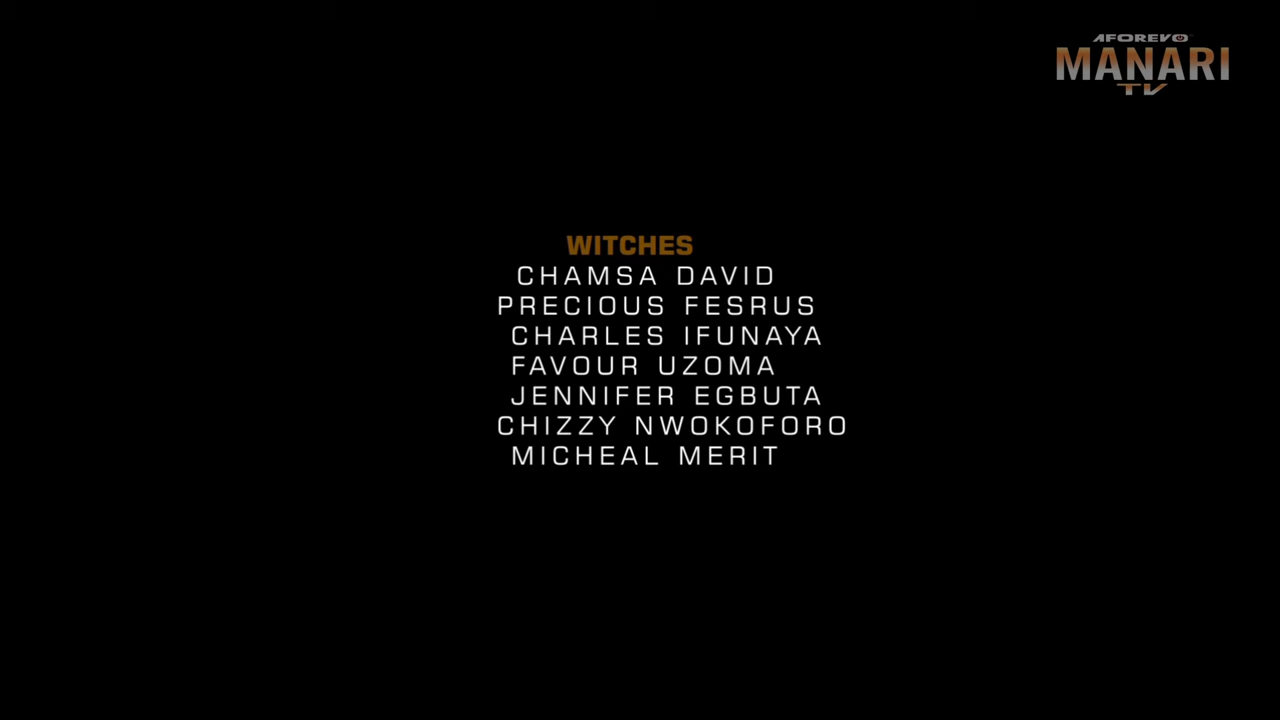 AFOREVO
MANARI
TV
WITCHES
CHAMSA DAVID
PRECIOUS FESRUS
CHARLES IFUNAYA
FAVOUR UZOMA
JENNIFER EGBUTA
CHIZZY NWOKOFORO
MICHEAL MERIT